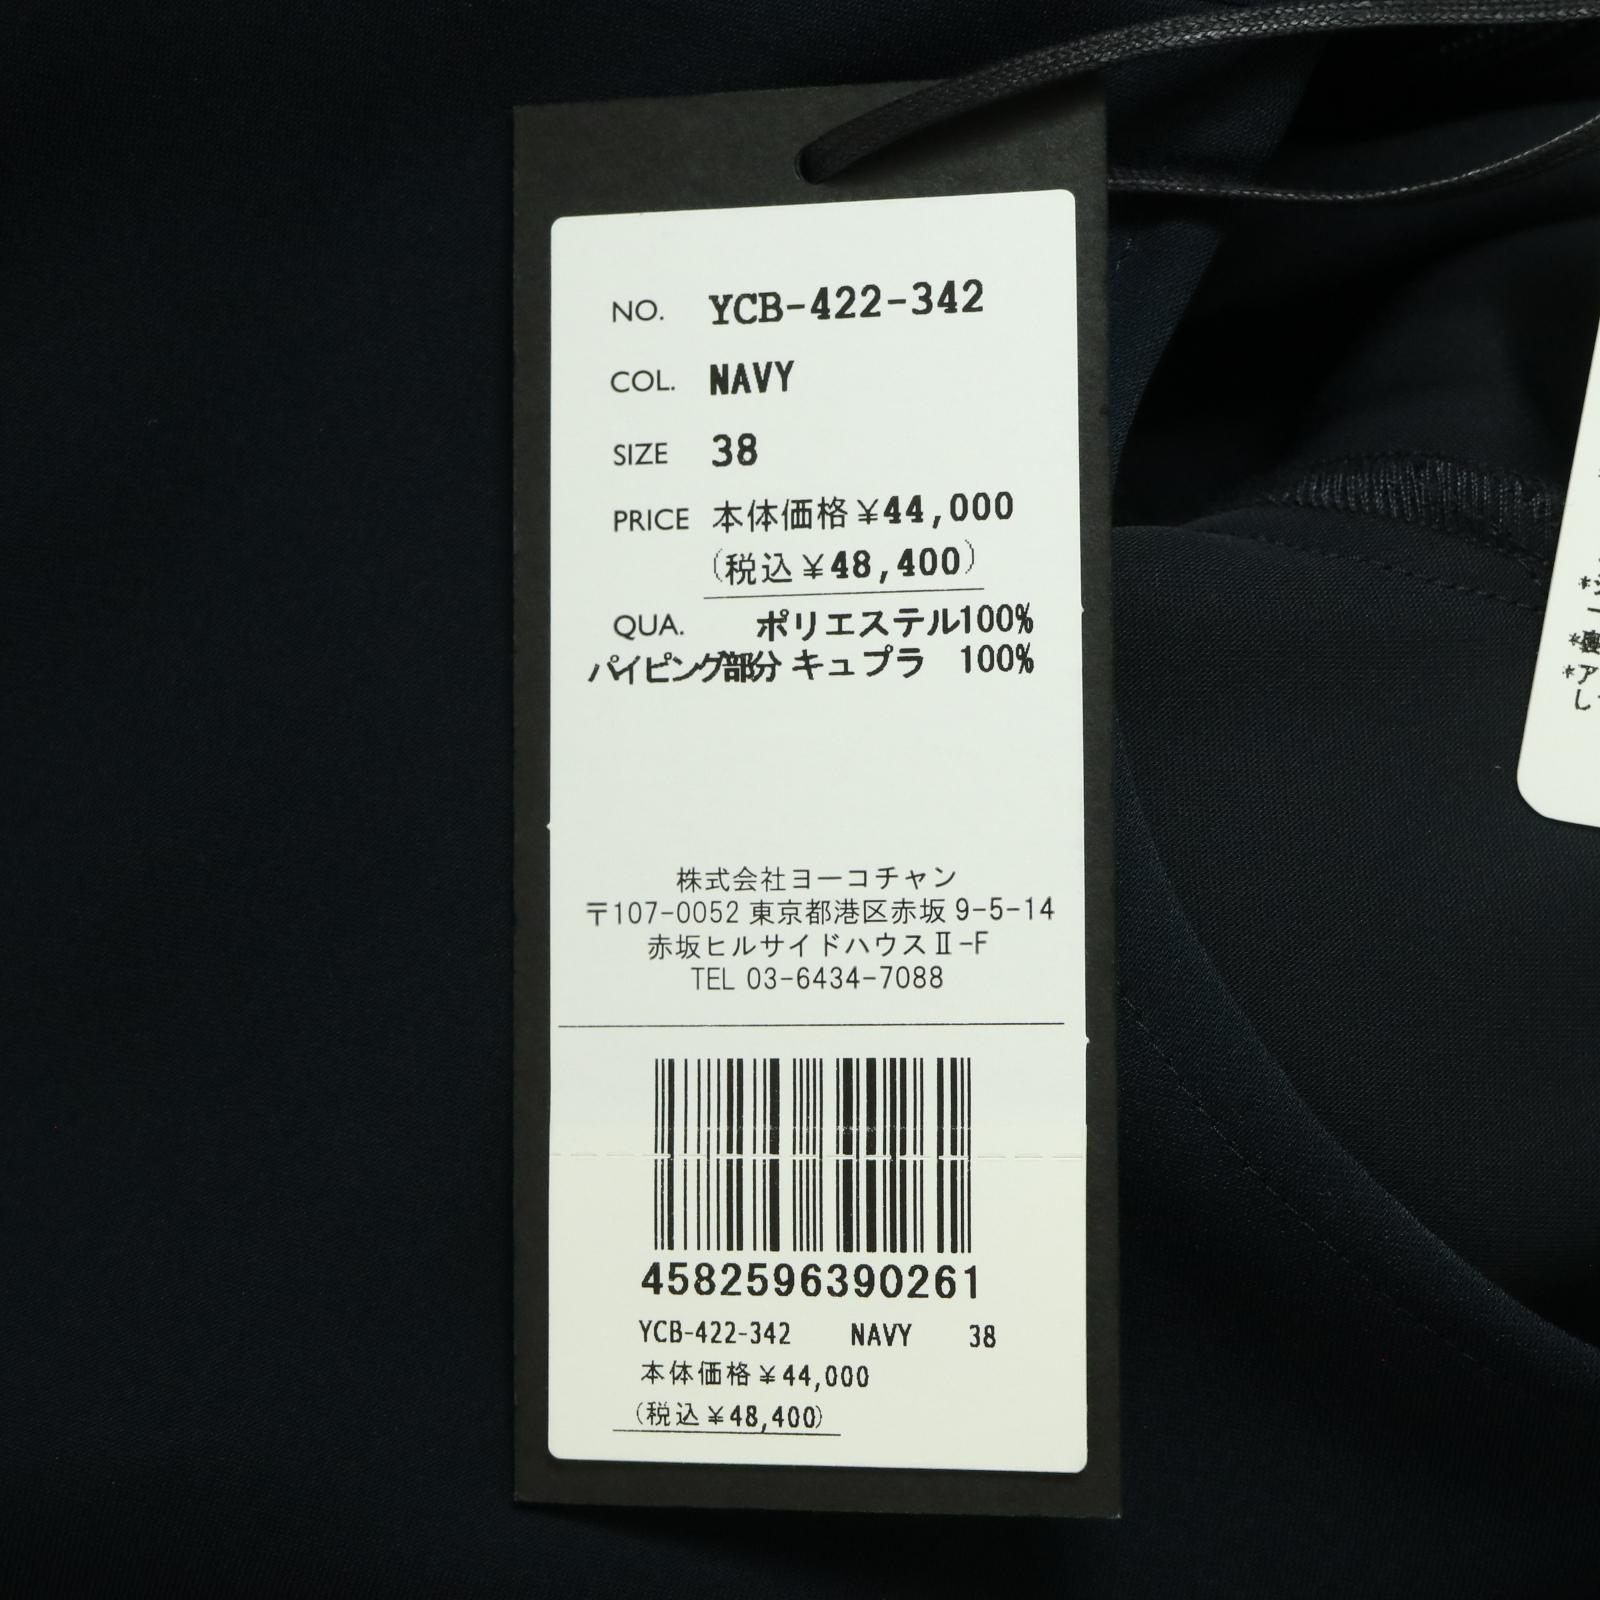 NO. YCB-422-342
COL. NAVY
SIZE 38
PRICE 本体価格¥44,000
(税込¥48,400)
QUA. ポリエステル100%
パイピング部分 キュプラ 100%
株式会社ヨーコチャン
〒107-0052 東京都港区赤坂 9-5-14
赤坂ヒルサイドハウスⅡ-F
TEL 03-6434-7088
4582596390261
YCB-422-342 NAVY 38
本体価格¥44,000
(税込¥48,400)
*ア
し